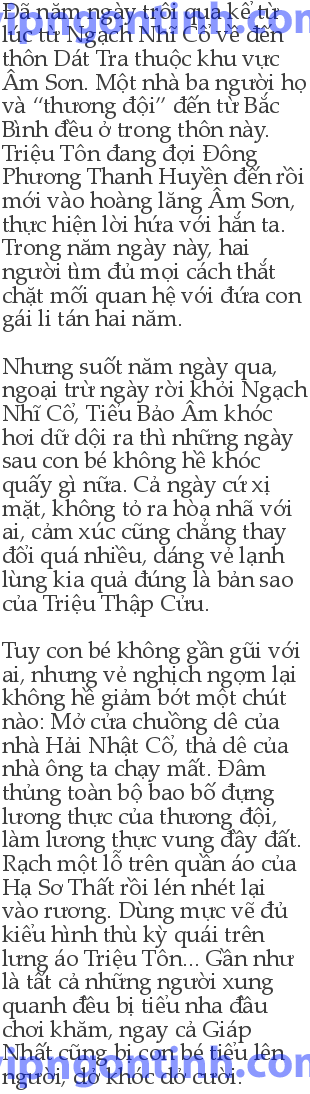 Đã năm ngày trôi qua kể từ
lúc từ Ngạch Nhĩ Cổ về đến
thôn Dát Tra thuộc khu vực
Âm Sơn. Một nhà ba người họ
và “thương đội” đến từ Bắc
Bình đều ở trong thôn này.
Triệu Tôn đang đợi Đông
Phương Thanh Huyền đến rồi
mới vào hoàng lăng Âm Sơn,
thực hiện lời hứa với hắn ta.
Trong năm ngày này, hai
người tìm đủ mọi cách thắt
chặt mối quan hệ với đứa con
gái li tán hai năm.
Nhưng suốt năm ngày qua,
ngoại trừ ngày rời khỏi Ngạch
Nhĩ Cổ, Tiểu Bảo Âm khóc
hơi dữ dội ra thì những ngày
sau con bé không hề khóc
quấy gì nữa. Cả ngày cứ xị
mặt, không tỏ ra hòa nhã với
ai, cảm xúc cũng chẳng thay
đổi quá nhiều, dáng vẻ lạnh
lùng kia quả đúng là bản sao
của Triệu Thập Cửu.
Tuy con bé không gần gũi với
ai, nhưng vẻ nghịch ngợm lại
không hề giảm bớt một chút
nào: Mở cửa chuồng dê của
nhà Hải Nhật Cổ, thả dê của
nhà ông ta chạy mất. Đâm
thủng toàn bộ bao bố đựng
lương thực của thương đội,
làm lương thực vung đầy đất.
Rạch một lỗ trên quần áo của
Hạ Sơ Thất rồi lén nhét lại
vào rương. Dùng mực vẽ đủ
kiểu hình thù kỳ quái trên
lưng áo Triệu Tôn... Gần như
là tất cả những người xung
quanh đều bị tiểu nha đầu
chơi khăm, ngay cả Giáp
Nhất cũng bị con bé tiểu lên
người, dở khóc dở cười.
vipngontinh.com